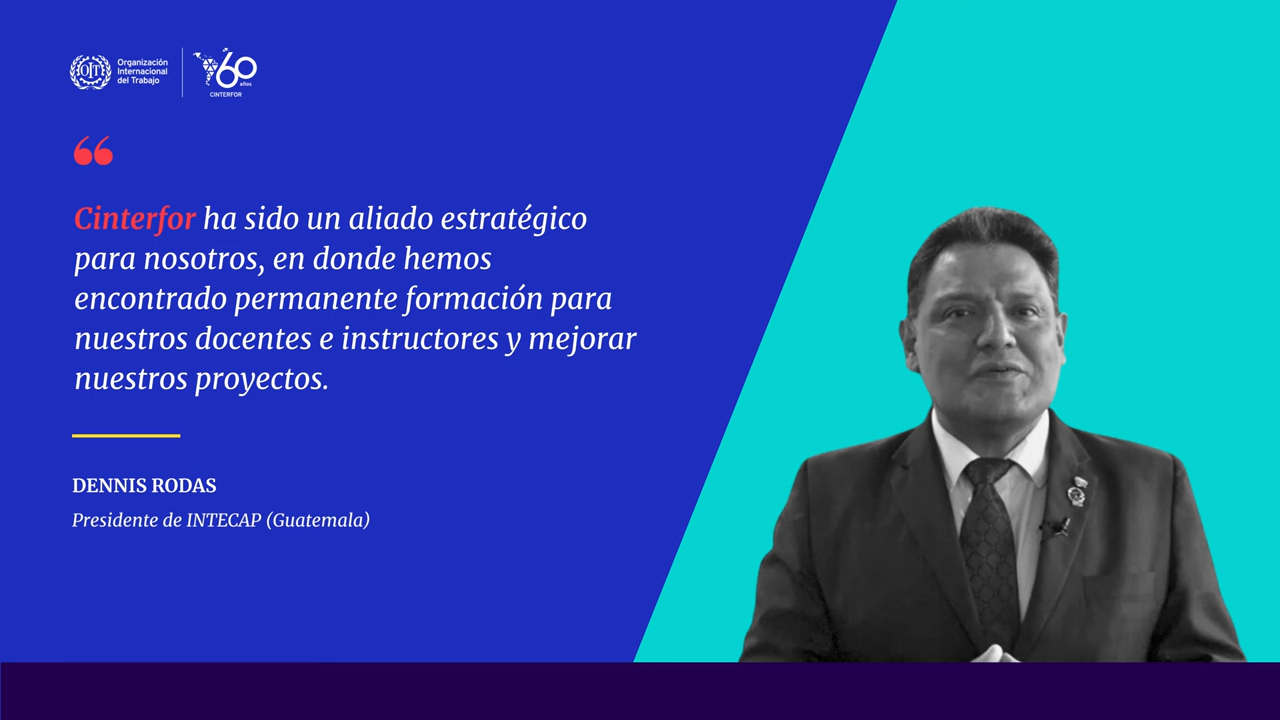 OIT
Organización
Internacional
del Trabajo
60
años
CINTERFOR
“
Cinterfor ha sido un aliado estratégico
para nosotros, en donde hemos
encontrado permanente formación para
nuestros docentes e instructores y mejorar
nuestros proyectos.
DENNIS RODAS
Presidente de INTECAP (Guatemala)